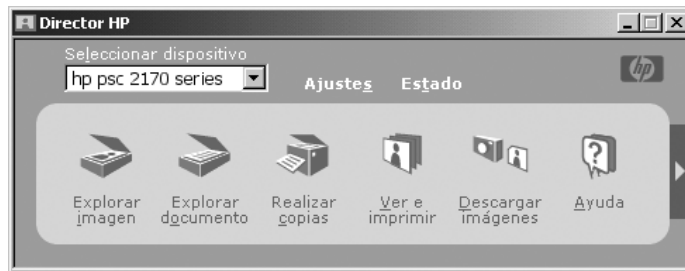 Director HP
Seleccionar dispositivo
hp psc 2170 series
Ajustes Estado
hp
Explorar imagen
Explorar documento
Realizar copias
Ver e imprimir
Descargar imágenes
Ayuda